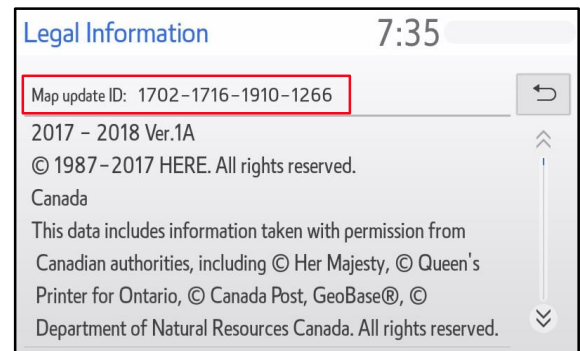 Legal Information 7:35
Map update ID: 1702-1716-1910-1266
2017 - 2018 Ver.1A
© 1987-2017 HERE. All rights reserved.
Canada
This data includes information taken with permission from
Canadian authorities, including © Her Majesty, © Queen's
Printer for Ontario, © Canada Post, GeoBase®, ©
Department of Natural Resources Canada. All rights reserved.